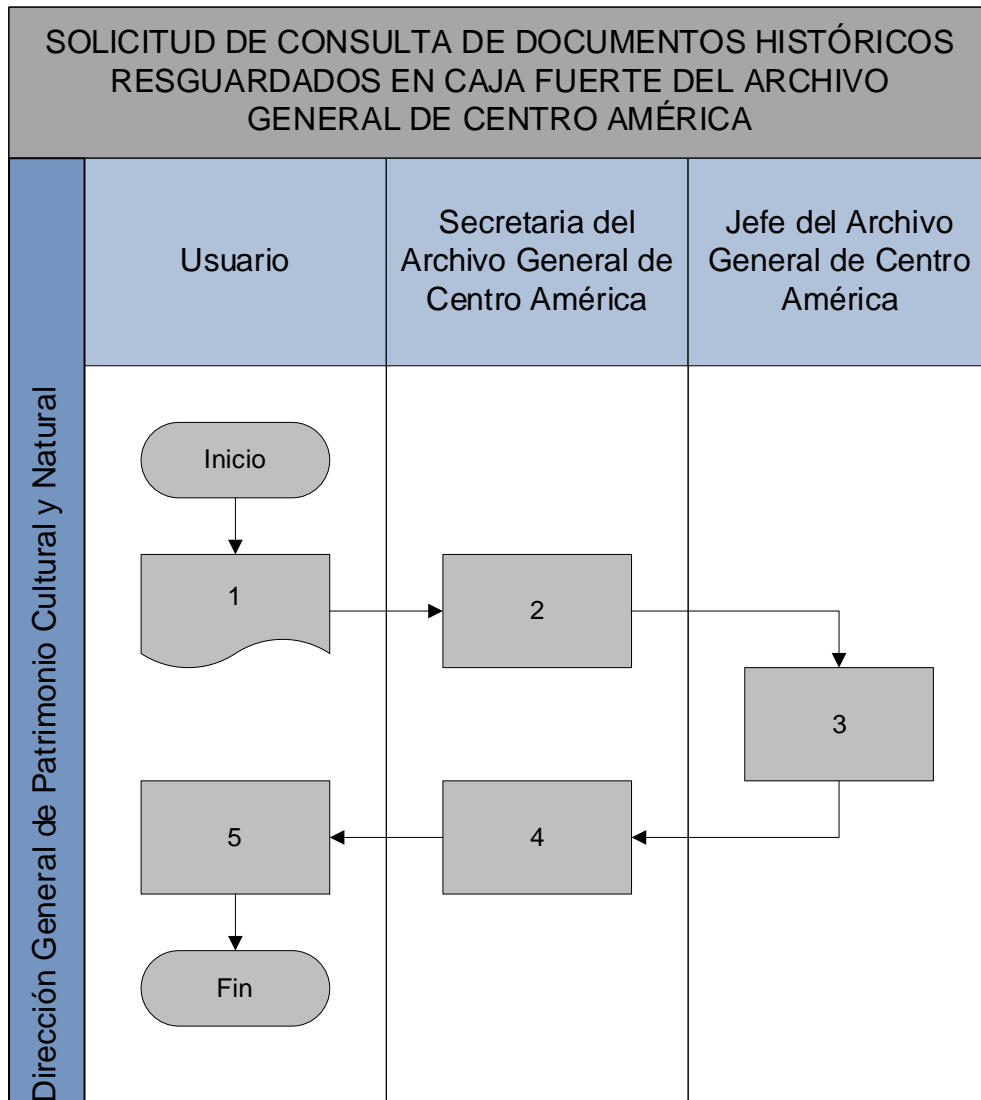 SOLICITUD DE CONSULTA DE DOCUMENTOS HISTÓRICOS
RESGUARDADOS EN CAJA FUERTE DEL ARCHIVO
GENERAL DE CENTRO AMÉRICA
Dirección General de Patrimonio Cultural y Natural
Usuario
Secretaria del
Archivo General de
Centro América
Jefe del Archivo
General de Centro
América
Inicio
1
2
3
4
5
Fin